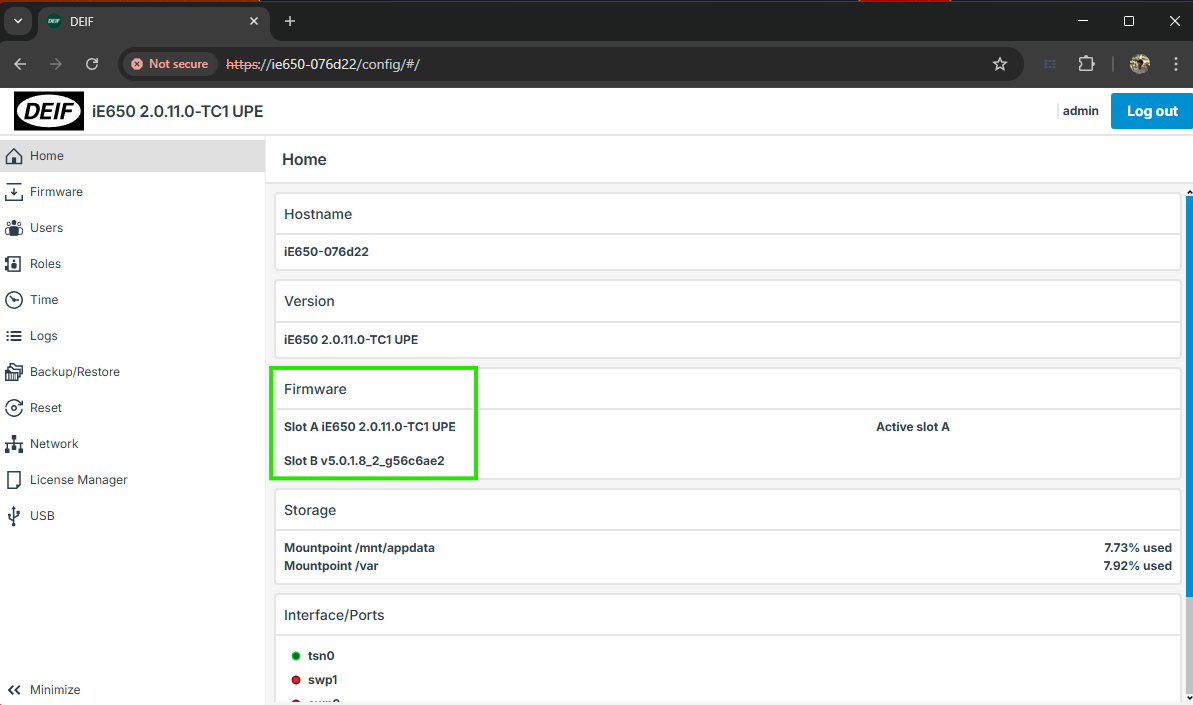 DEIF
Not secure
https://ie650-076d22/config/#/
DEIF
iE650 2.0.11.0-TC1 UPE
admin
Log out
Home
Firmware
Users
Roles
Time
Logs
Backup/Restore
Reset
Network
License Manager
USB
Minimize
Home
Hostname
iE650-076d22
Version
iE650 2.0.11.0-TC1 UPE
Firmware
Slot A iE650 2.0.11.0-TC1 UPE
Active slot A
Slot B v5.0.1.8_2_g56c6ae2
Storage
Mountpoint /mnt/appdata
7.73% used
Mountpoint /var
7.92% used
Interface/Ports
tsn0
swp1